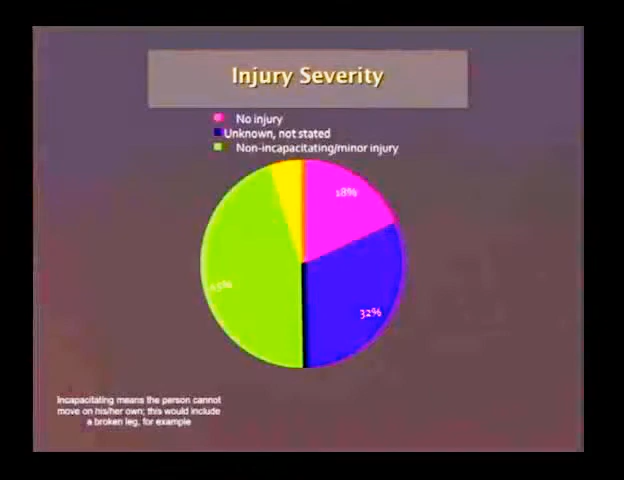 Injury Severity
No injury
Unknown, not stated
Non-incapacitating/minor injury
18%
32%
Incapacitating means the person cannot
move on his/her own; this would include
a broken leg, for example